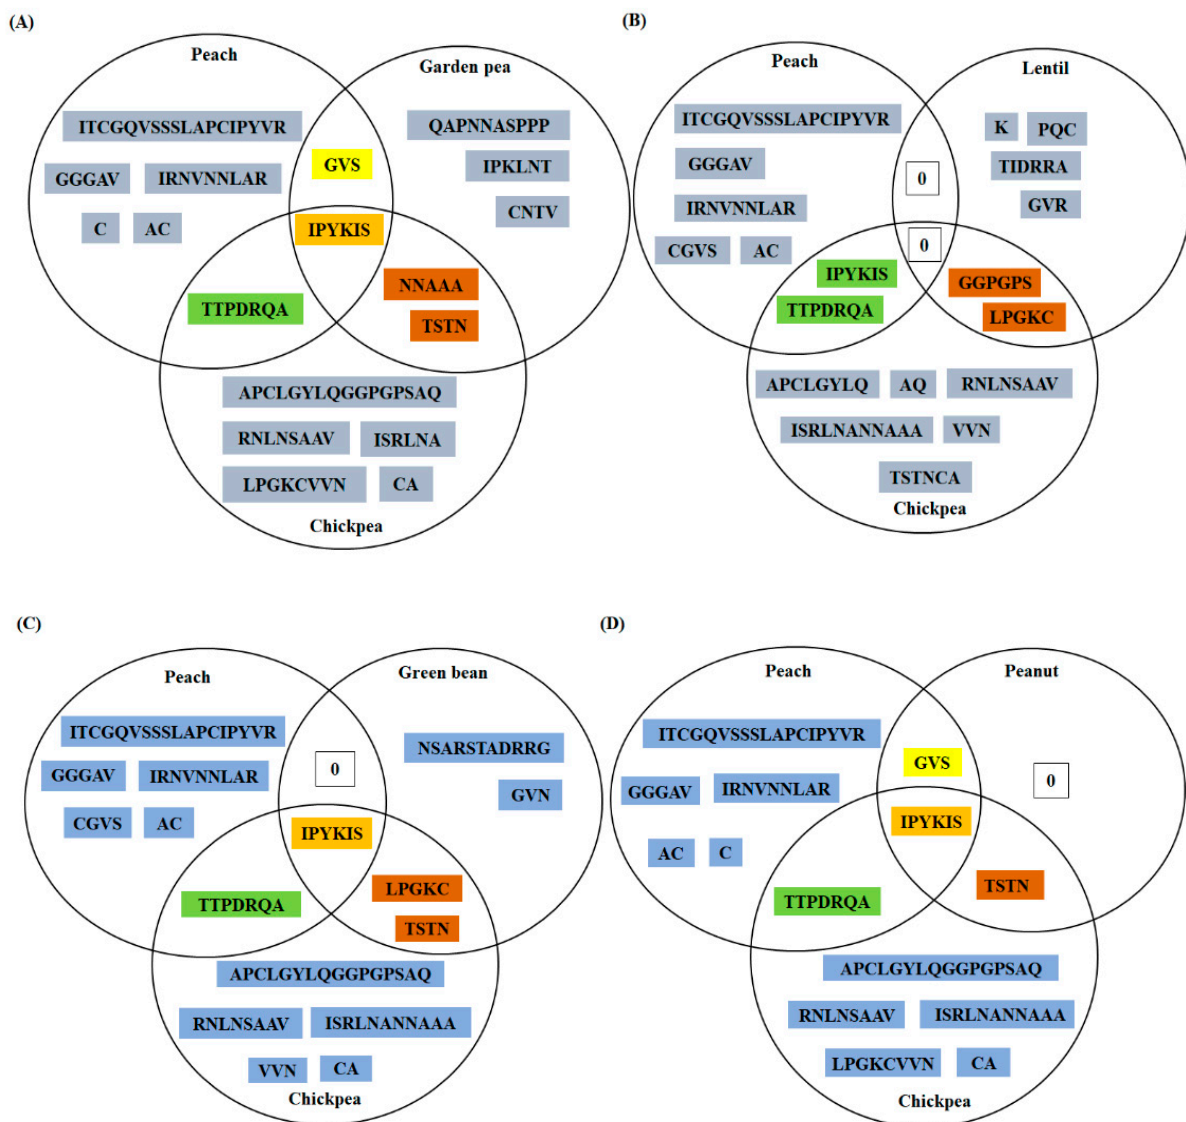 (A)
Peach
Garden pea
ITCGQVSSSLAPCIPYVR
QAPNNASPPP
GVS
IPKLNT
GGGAV
IRNVNNLAR
CNTV
C
AC
IPYKIS
NNAAA
TTPDRQA
TSTN
APCLGYLQGGPGPSAQ
RNLNSAAV
ISRLNA
LPGKCVVN
CA
Chickpea
(B)
Peach
Lentil
ITCGQVSSSLAPCIPYVR
K
PQC
GGGAV
TIDRRA
0
IRNVNNLAR
GVR
CGVS
AC
0
IPYKIS
GGPGPS
TTPDRQA
LPGKC
APCLGYLQ
AQ
RNLNSAAV
ISRLNANNAAA
VVN
TSTNCA
Chickpea
(C)
Peach
Green bean
ITCGQVSSSLAPCIPYVR
NSARSTADRRG
GGGAV
IRNVNNLAR
0
GVN
CGVS
AC
IPYKIS
LPGKC
TTPDRQA
TSTN
APCLGYLQGGPGPSAQ
RNLNSAAV
ISRLNANNAAA
VVN
CA
Chickpea
(D)
Peach
Peanut
ITCGQVSSSLAPCIPYVR
GVS
0
GGGAV
IRNVNNLAR
IPYKIS
AC
C
TSTN
TTPDRQA
APCLGYLQGGPGPSAQ
RNLNSAAV
ISRLNANNAAA
LPGKCVVN
CA
Chickpea